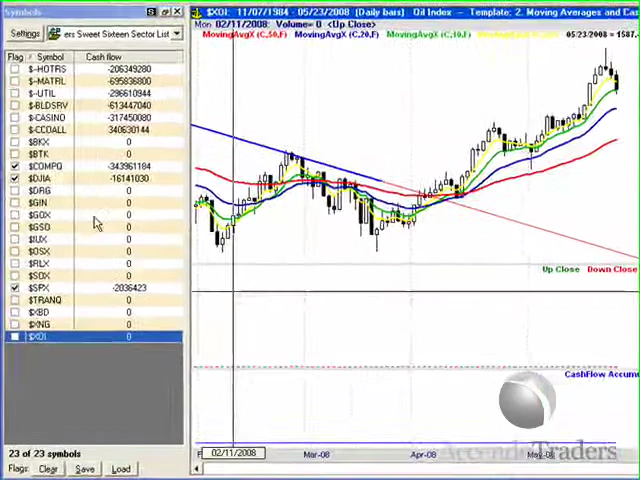 Symbols
Settings
ers Sweet Sixteen Sector List
Flag Symbol Cash flow
$-HOTRS -206349280
$-MATRL -695836800
$-UTIL -296610944
$-BLDSRV -613447040
$-CASINO -317450080
$-CCOALL 340630144
$BKX 0
$BTK 0
$COMPQ -343961184
$DJIA -16141030
$DRG 0
$GIN 0
$GOX 0
$GSO 0
$IUX 0
$OSX 0
$RLX 0
$SOX 0
$SPX -2036423
$TRANQ 0
$XBD 0
$XNG 0
$XOI 0
23 of 23 symbols
Flags: Clear Save Load
$XOI: 11/07/1984 - 05/23/2008 (Daily bars) Oil Index - Template: 2. Moving Averages and Cas
Mon 02/11/2008 Volume= 0 <Up Close>
MovingAvgX (C,50,F) MovingAvgX (C,20,F) MovingAvgX (C,10,F) 05/23/2008 = 1587.
Up Close Down Close
CashFlow Accumu
02/11/2008 Mar-08 Apr-08 May-08
Accendo Traders